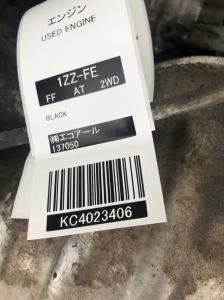 エンジン
USED ENGINE
1ZZ-FE
FF AT 2WD
BLACK
㈱エコアール
137050
KC4023406